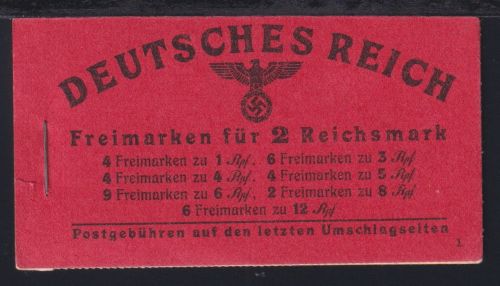 DEUTSCHES REICH
Freimarken für 2 Reichsmark
4 Freimarken zu 1 Rpf. 6 Freimarken zu 3 Rpf
4 Freimarken zu 4 Rpf. 4 Freimarken zu 5 Rpf
9 Freimarken zu 6 Rpf. 2 Freimarken zu 8 Rpf
6 Freimarken zu 12 Rpf
Postgebühren auf den letzten Umschlagseiten
1